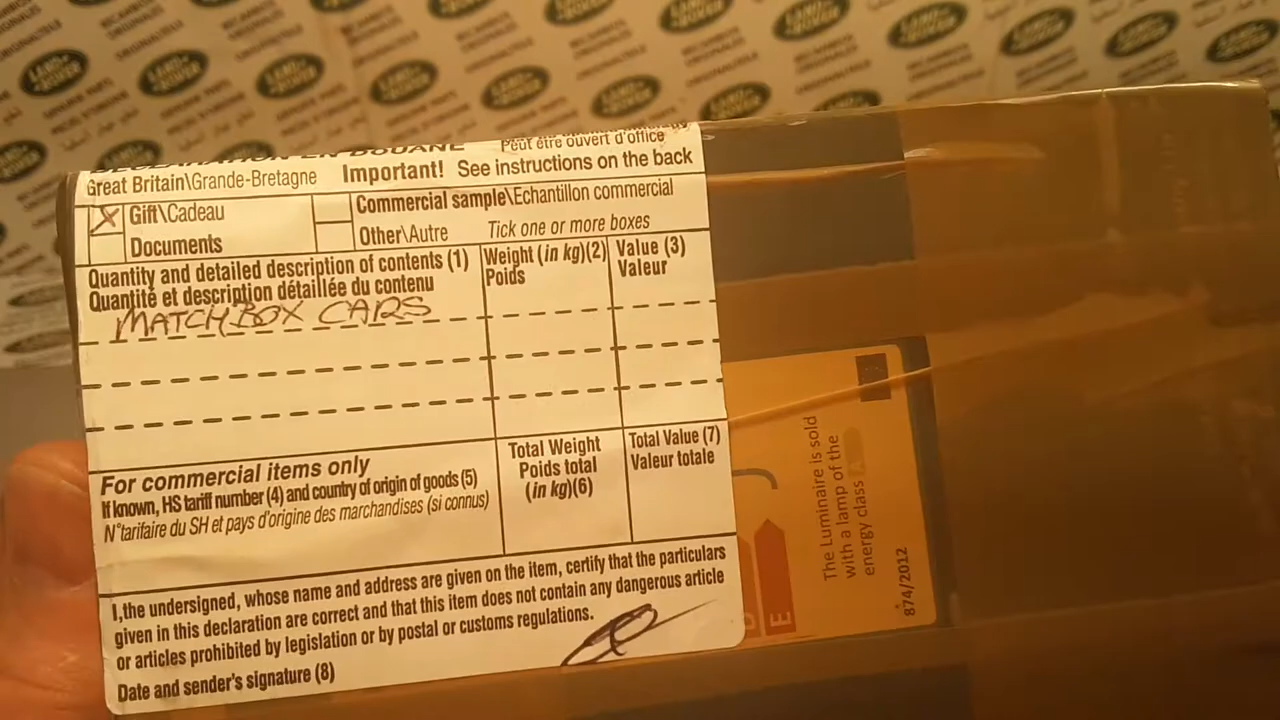 LAND ROVER
DECLARATION EN DOUANE
Peut être ouvert d'office
Great Britain\Grande-Bretagne
Important! See instructions on the back
X Gift\Cadeau
Documents
Commercial sample\Echantillon commercial
Other\Autre Tick one or more boxes
Quantity and detailed description of contents (1)
Quantité et description détaillée du contenu
Weight (in kg)(2)
Poids
Value (3)
Valeur
MATCHBOX CARS
For commercial items only
If known, HS tariff number (4) and country of origin of goods (5)
N°tarifaire du SH et pays d'origine des marchandises (si connus)
Total Weight
Poids total
(in kg)(6)
Total Value (7)
Valeur totale
I,the undersigned, whose name and address are given on the item, certify that the particulars
given in this declaration are correct and that this item does not contain any dangerous article
or articles prohibited by legislation or by postal or customs regulations.
Date and sender's signature (8)
D
E
The Luminaire is sold
with a lamp of the
energy class A
874/2012